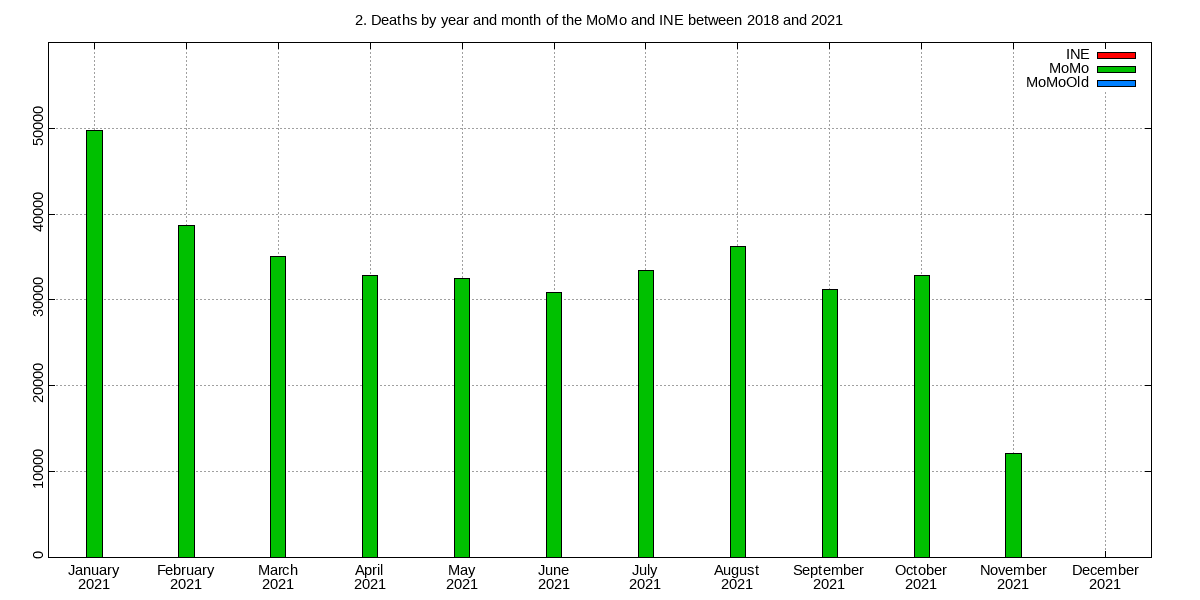 2. Deaths by year and month of the MoMo and INE between 2018 and 2021
INE
MoMo
MoMoOld
50000
40000
30000
20000
10000
0
January February March April May June July August September October November December
2021 2021 2021 2021 2021 2021 2021 2021 2021 2021 2021 2021